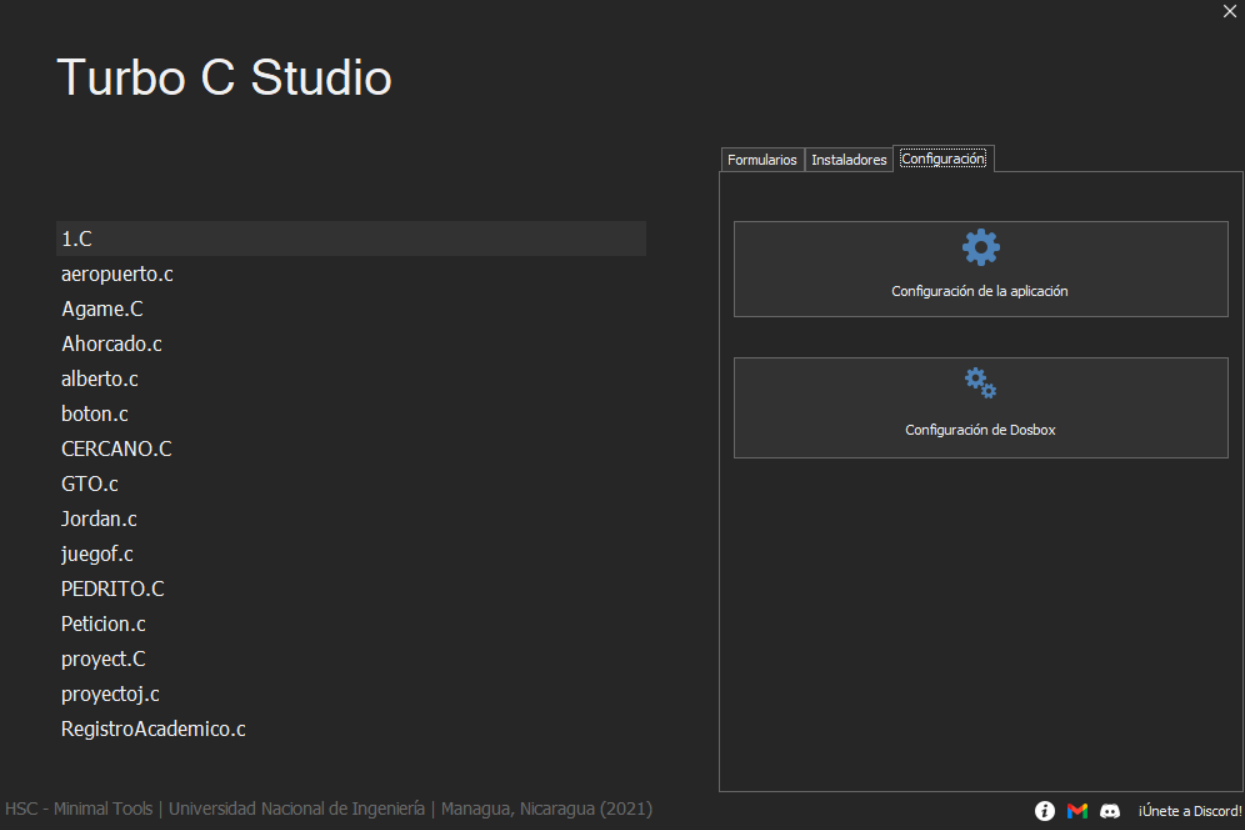 Turbo C Studio
Formularios
Instaladores
Configuración
1.C
aeropuerto.c
Agame.C
Ahorcado.c
alberto.c
boton.c
CERCANO.C
GTO.c
Jordan.c
juegof.c
PEDRITO.C
Peticion.c
proyect.C
proyectoj.c
RegistroAcademico.c
Configuración de la aplicación
Configuración de Dosbox
HSC - Minimal Tools | Universidad Nacional de Ingeniería | Managua, Nicaragua (2021)
¡Únete a Discord!